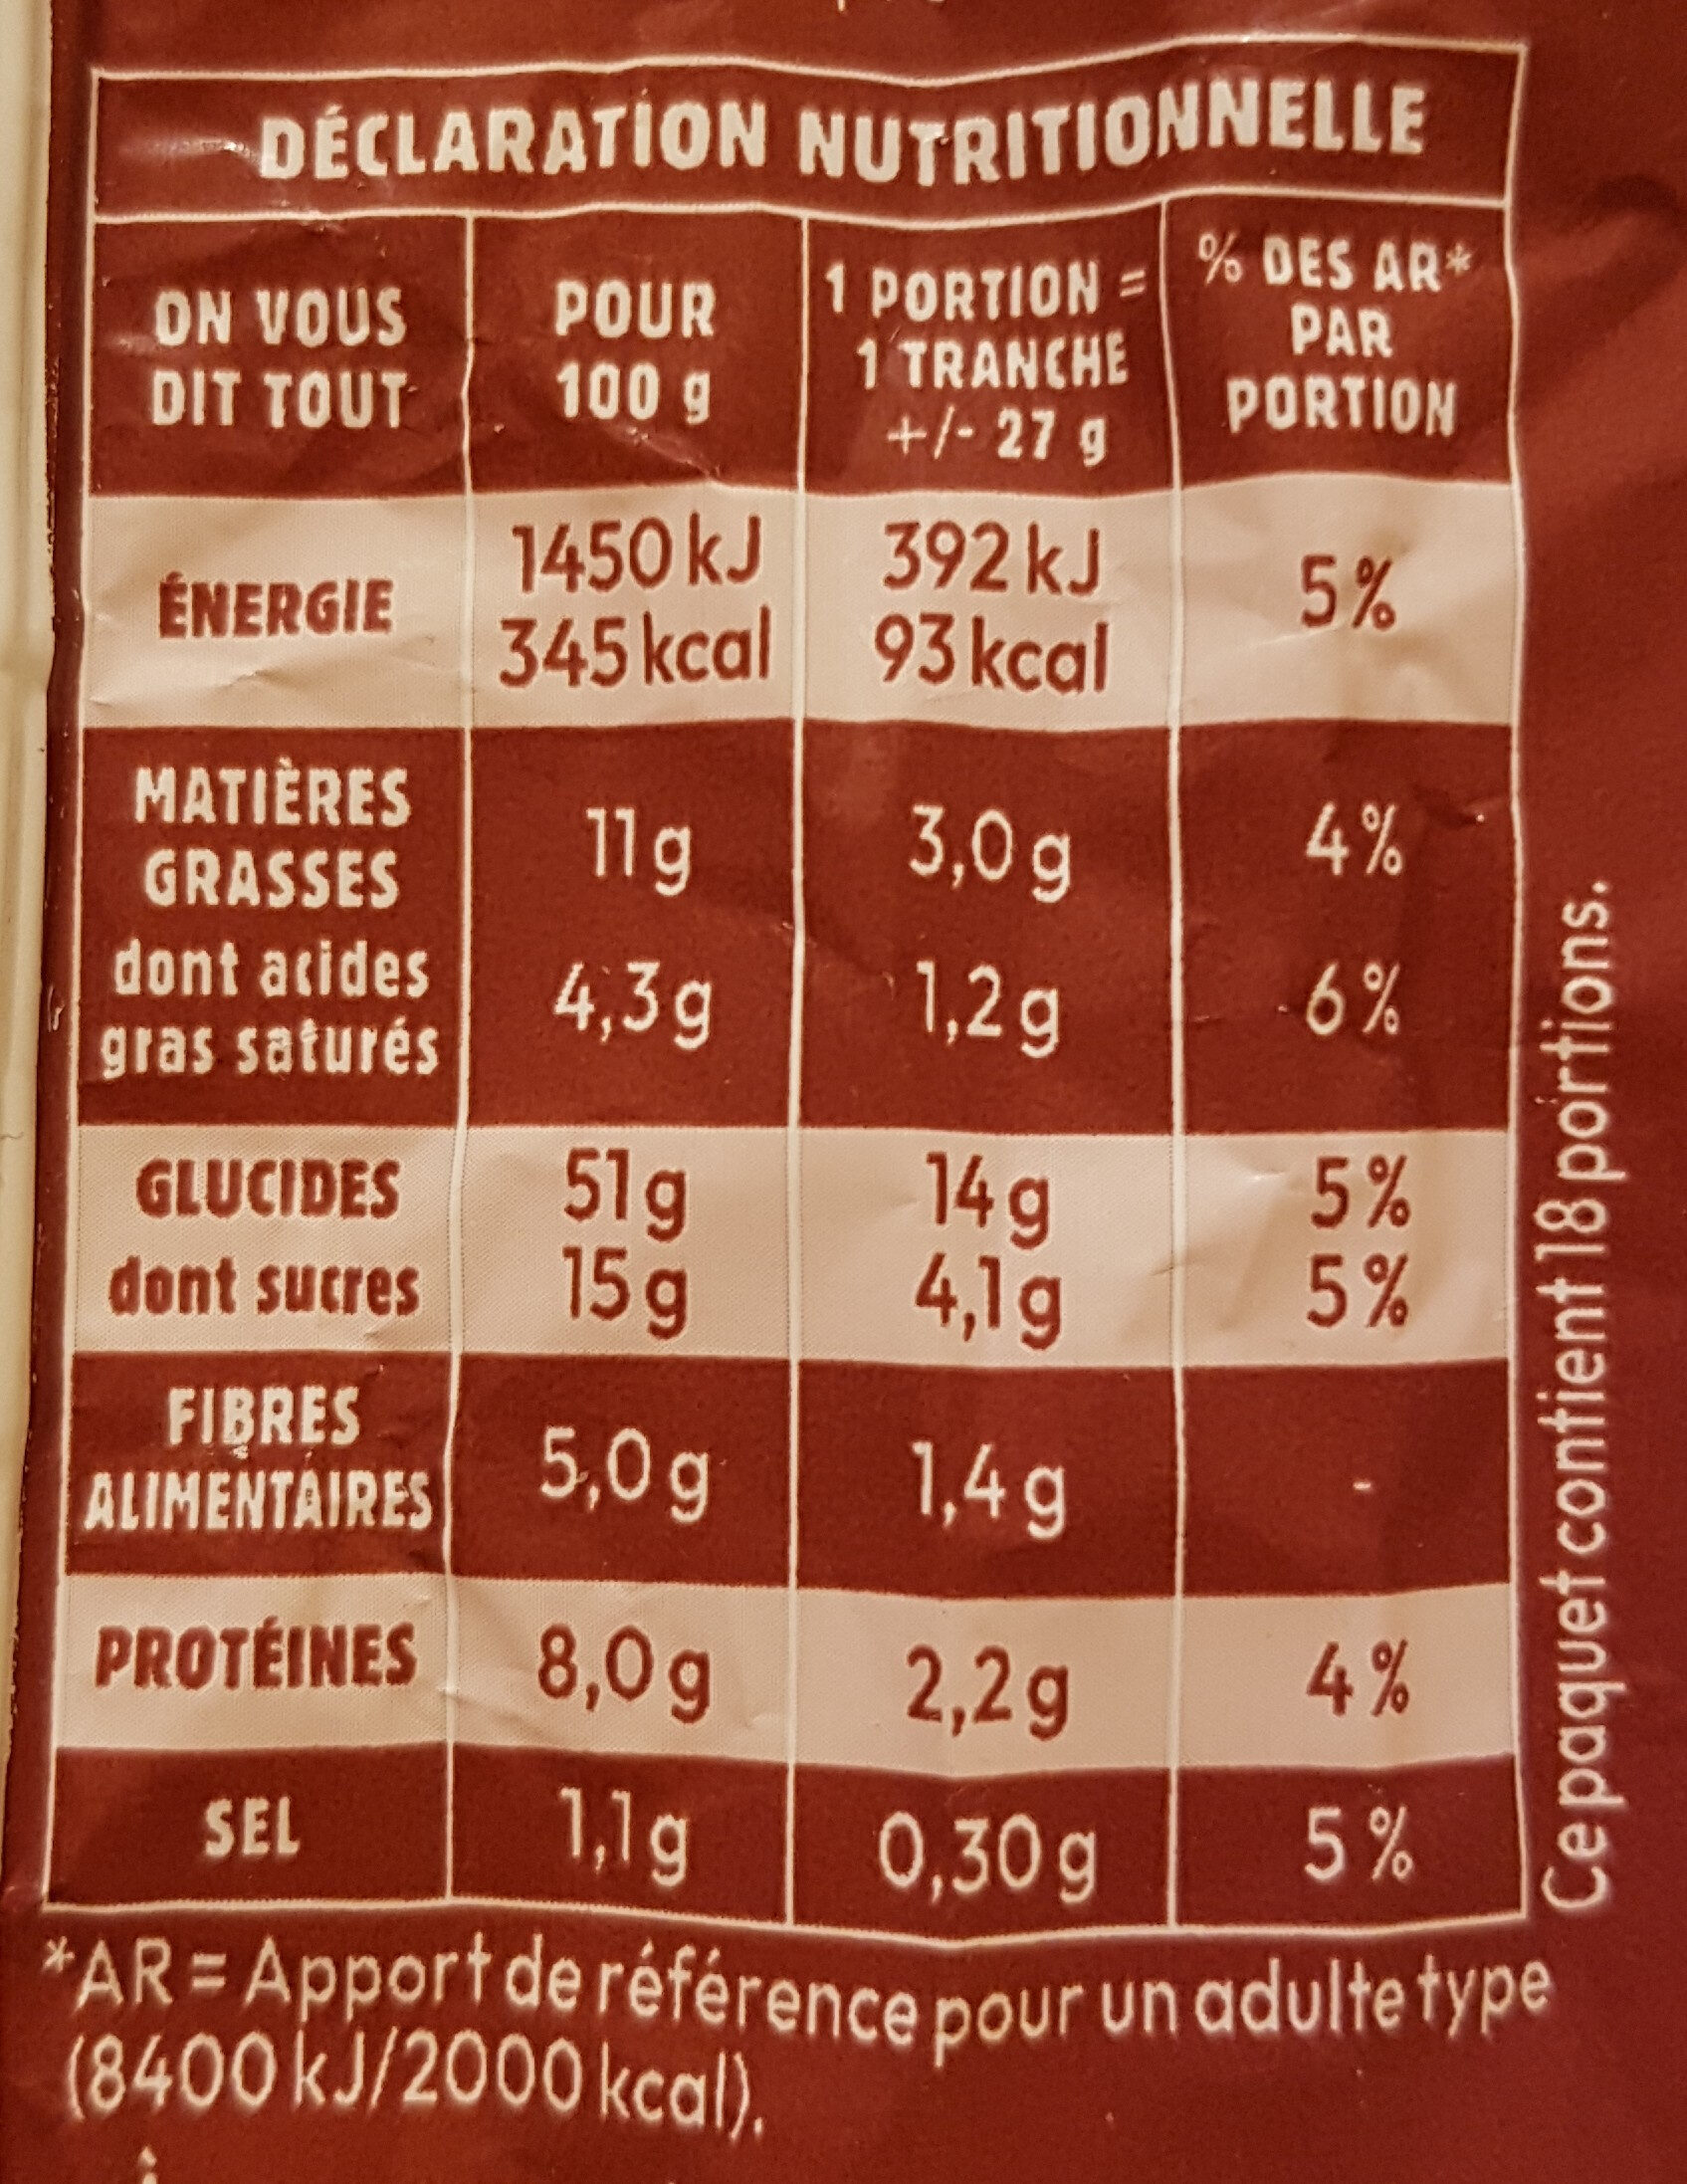 DÉCLARATION NUTRITIONNELLE
ON VOUS
DIT TOUT
POUR
100 g
1 PORTION =
1 TRANCHE
+/- 27 g
% DES AR*
PAR
PORTION
ÉNERGIE
1450 kJ
345 kcal
392 kJ
93 kcal
5 %
MATIÈRES
GRASSES
11 g
3,0 g
4 %
dont acides
gras saturés
4,3 g
1,2 g
6 %
GLUCIDES
51 g
14 g
5 %
dont sucres
15 g
4,1 g
5 %
FIBRES
ALIMENTAIRES
5,0 g
1,4 g
-
PROTÉINES
8,0 g
2,2 g
4 %
SEL
1,1 g
0,30 g
5 %
Ce paquet contient 18 portions.
*AR = Apport de référence pour un adulte type
(8400 kJ/2000 kcal).